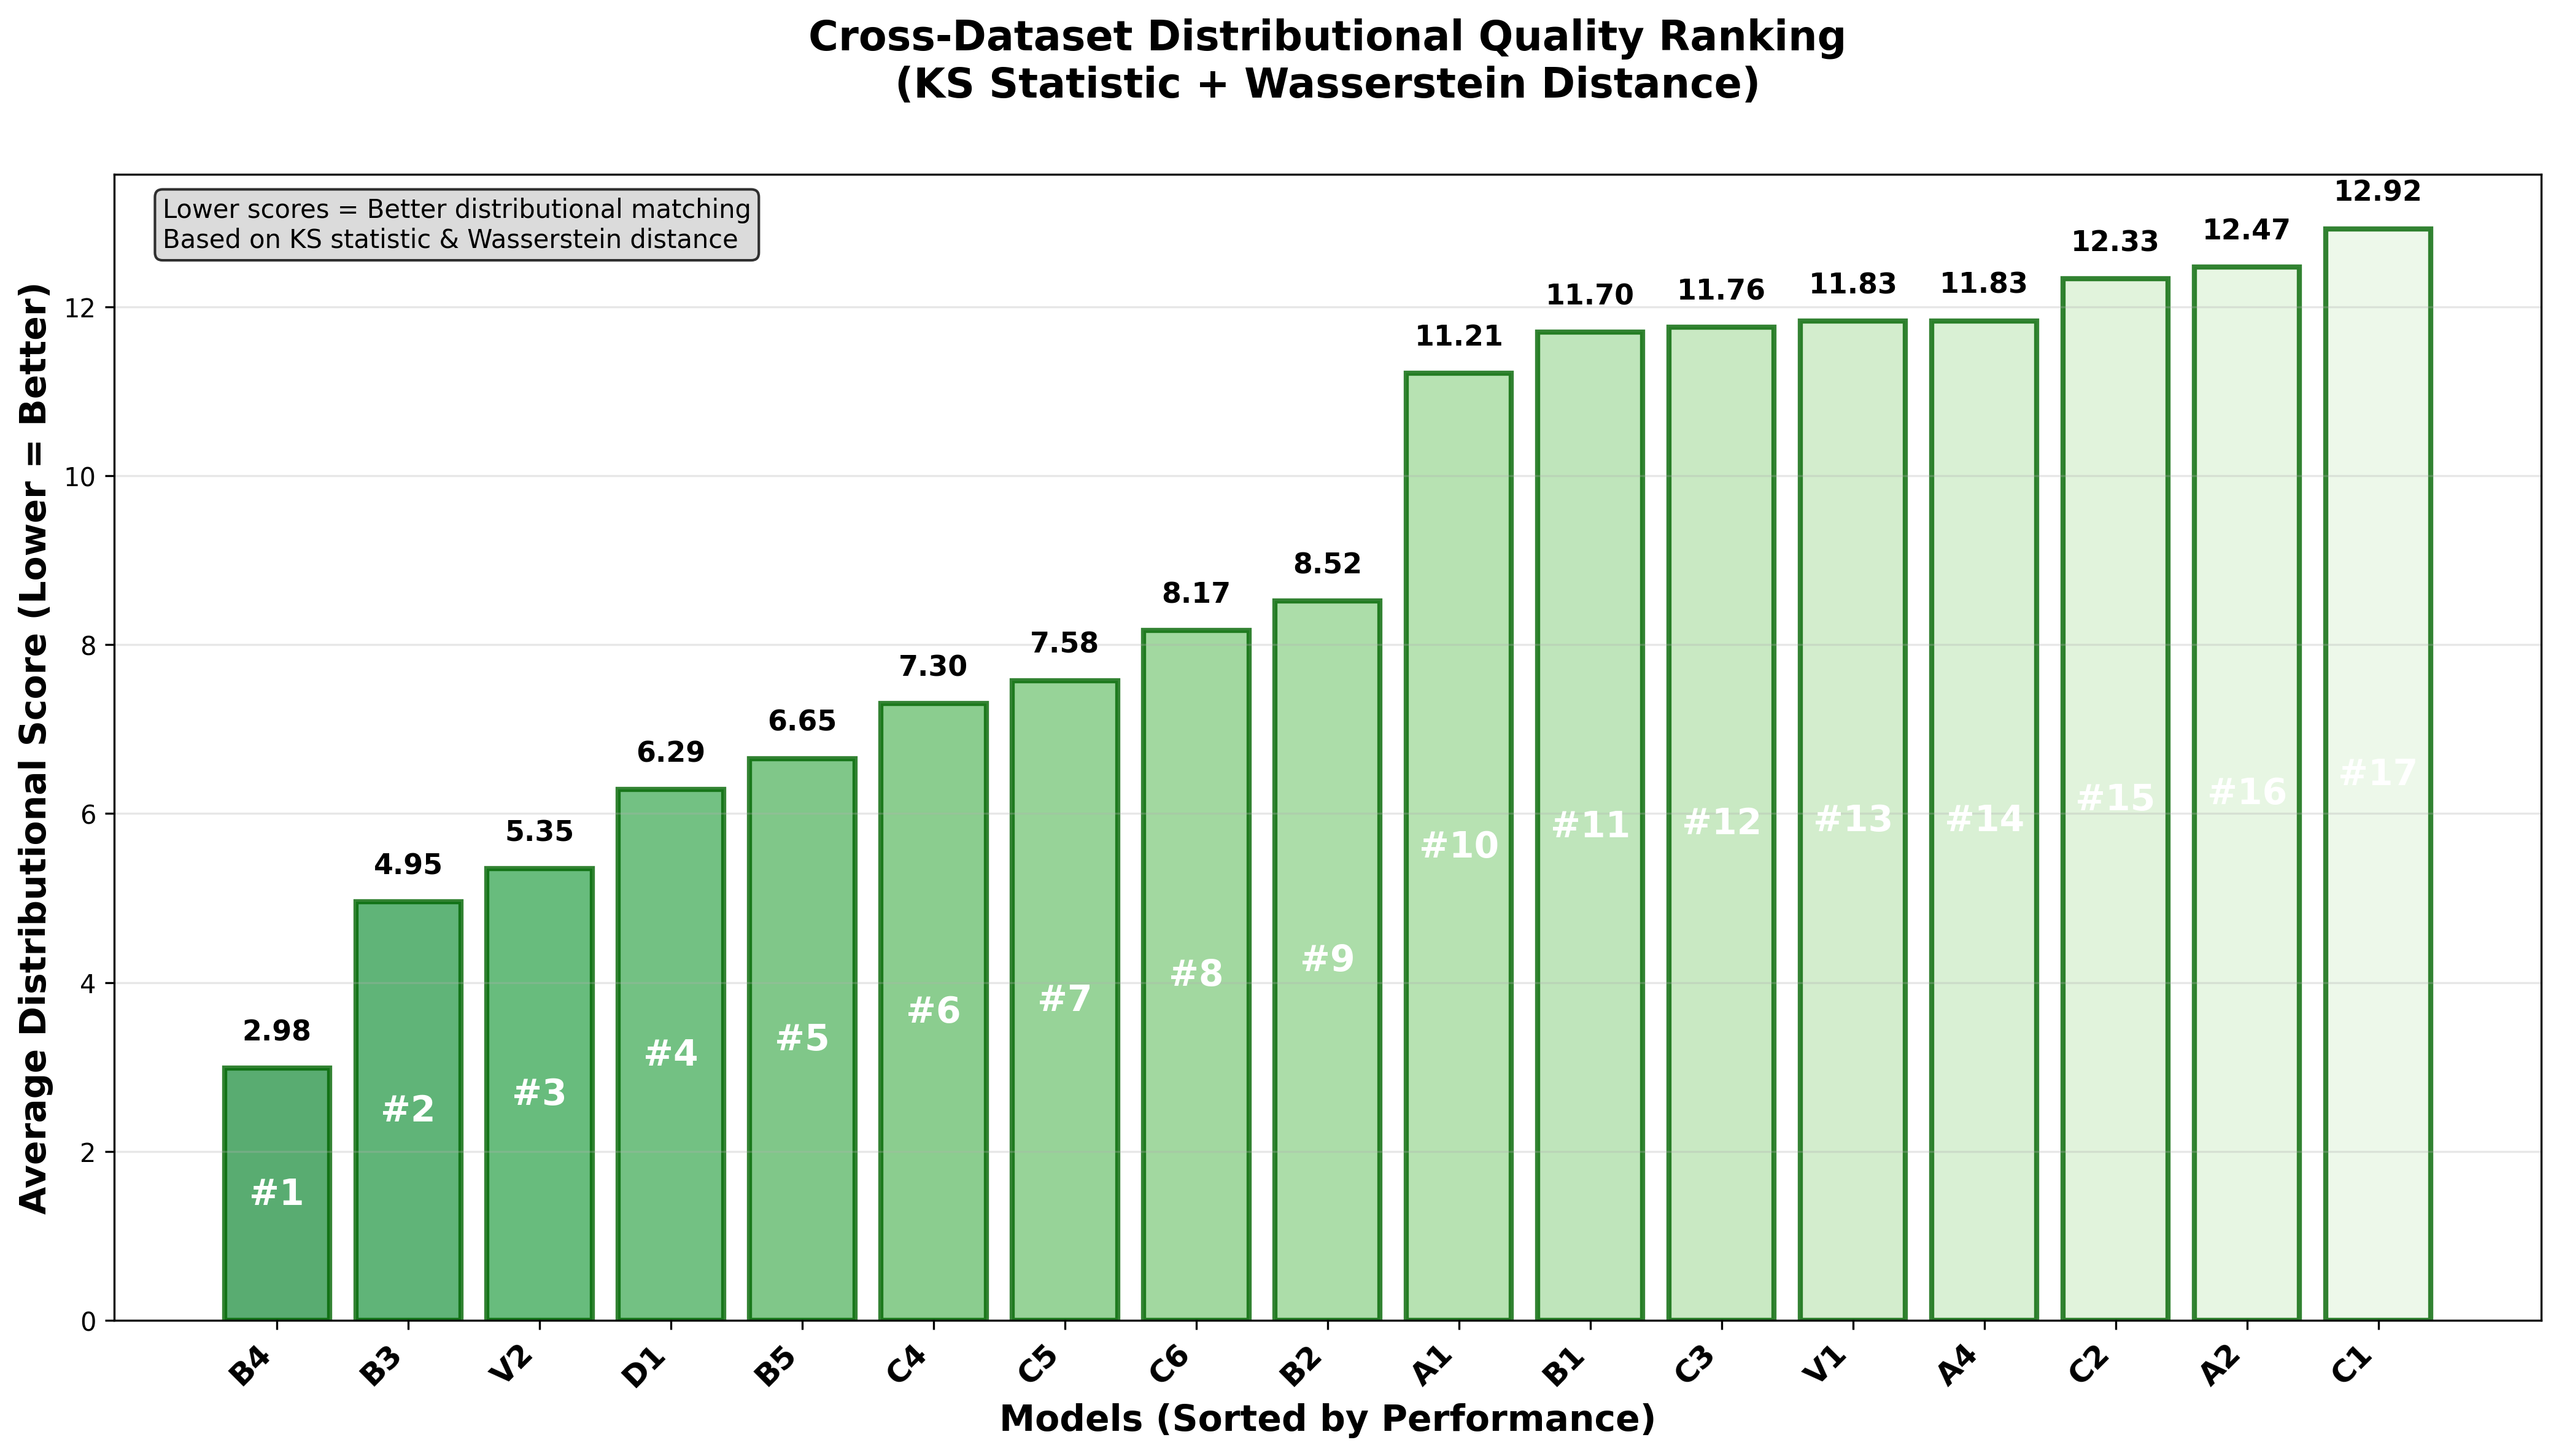 Cross-Dataset Distributional Quality Ranking
(KS Statistic + Wasserstein Distance)
Lower scores = Better distributional matching
Based on KS statistic & Wasserstein distance
Average Distributional Score (Lower = Better)
12
10
8
6
4
2
0
2.98
4.95
5.35
6.29
6.65
7.30
7.58
8.17
8.52
11.21
11.70
11.76
11.83
11.83
12.33
12.47
12.92
#1
#2
#3
#4
#5
#6
#7
#8
#9
#10
#11
#12
#13
#14
#15
#16
#17
B4
B3
V2
D1
B5
C4
C5
C6
B2
A1
B1
C3
V1
A4
C2
A2
C1
Models (Sorted by Performance)